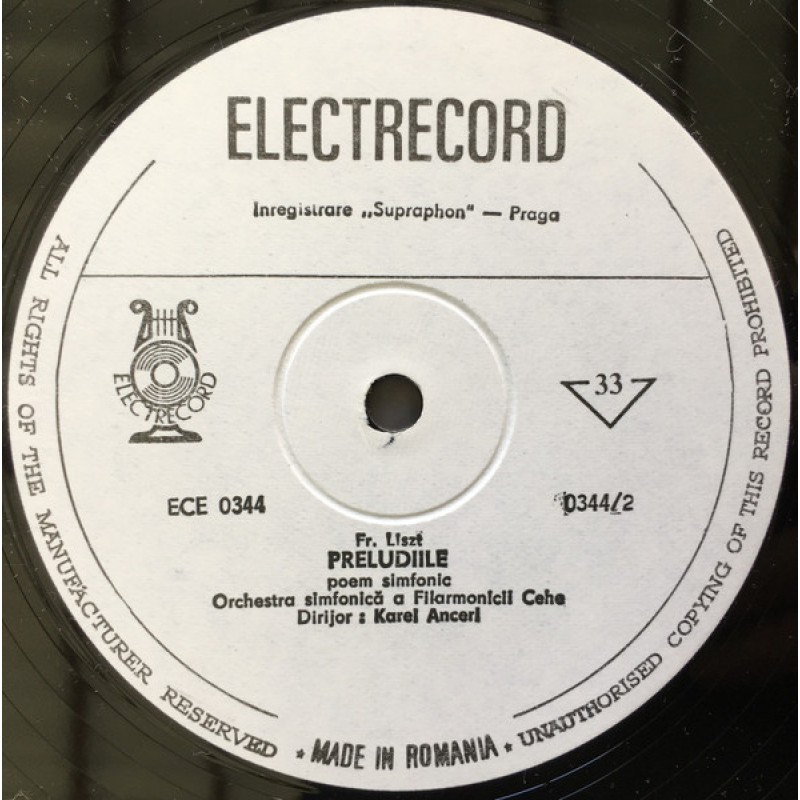 ELECTRECORD
Inregistrare „Supraphon" — Praga
ELECTRECORD
33
ECE 0344
0344/2
Fr. Liszt
PRELUDIILE
poem simfonic
Orchestra simfonică a Filarmonicii Cehe
Dirijor : Karel Ancerl
ALL RIGHTS OF THE MANUFACTURER RESERVED * MADE IN ROMANIA * UNAUTHORISED COPYING OF THIS RECORD PROHIBITED